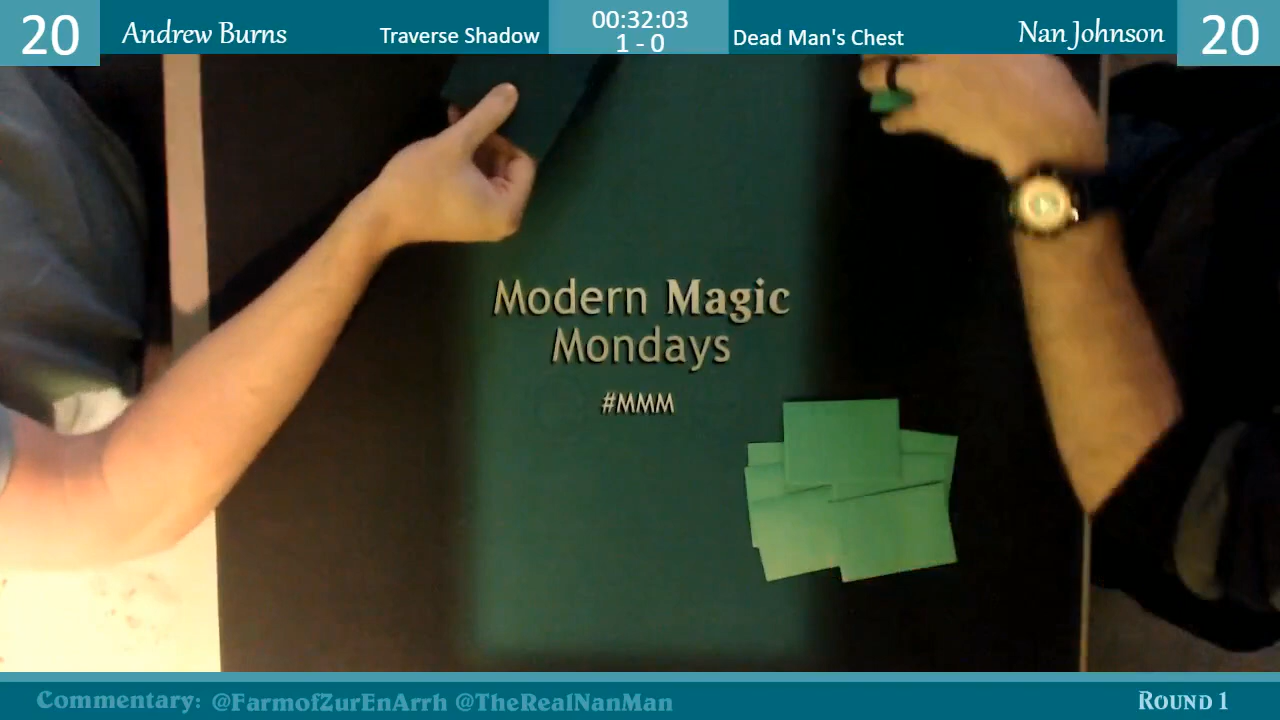 20 Andrew Burns Traverse Shadow 00:32:03 Dead Man's Chest Nan Johnson 20
1 - 0
Modern Magic
Mondays
#MMM
Commentary: @FarmofZurEnArrh @TheRealNanMan Round 1